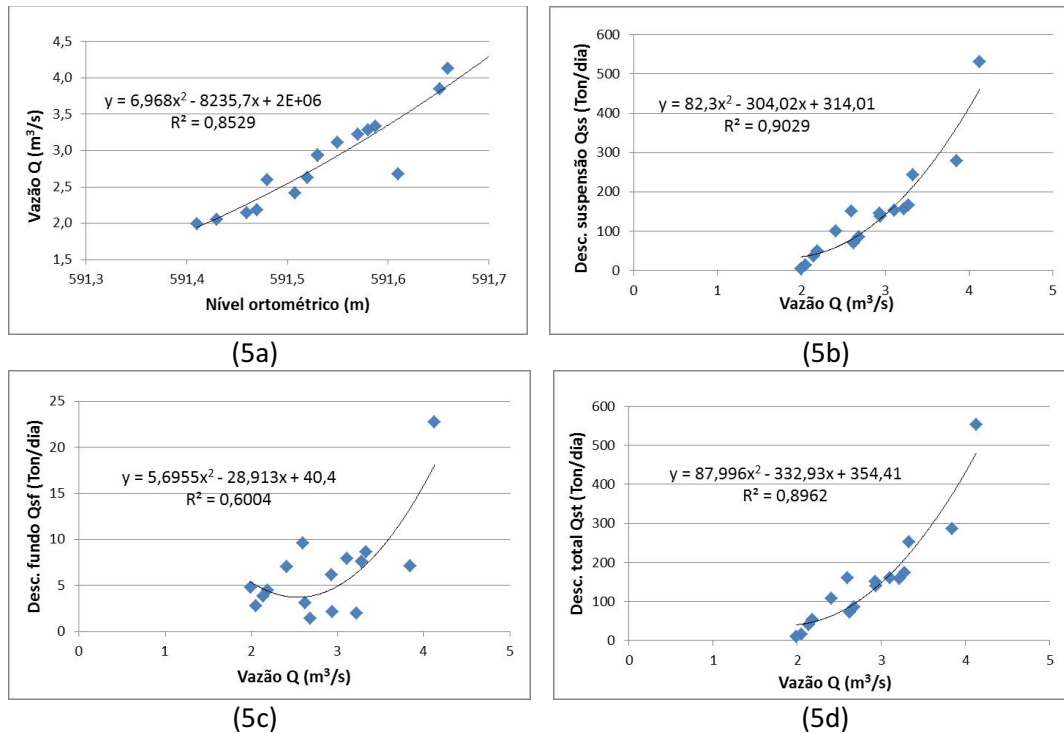 Vazão Q (m³/s)
4,5
4,0
3,5
3,0
2,5
2,0
1,5
y = 6,968x² - 8235,7x + 2E+06
R² = 0,8529
591,3 591,4 591,5 591,6 591,7
Nível ortométrico (m)
(5a)
Desc. suspensão Qss (Ton/dia)
600
500
400
300
200
100
0
y = 82,3x² - 304,02x + 314,01
R² = 0,9029
0 1 2 3 4 5
Vazão Q (m³/s)
(5b)
Desc. fundo Qsf (Ton/dia)
25
20
15
10
5
0
y = 5,6955x² - 28,913x + 40,4
R² = 0,6004
0 1 2 3 4 5
Vazão Q (m³/s)
(5c)
Desc. total Qst (Ton/dia)
600
500
400
300
200
100
0
y = 87,996x² - 332,93x + 354,41
R² = 0,8962
0 1 2 3 4 5
Vazão Q (m³/s)
(5d)